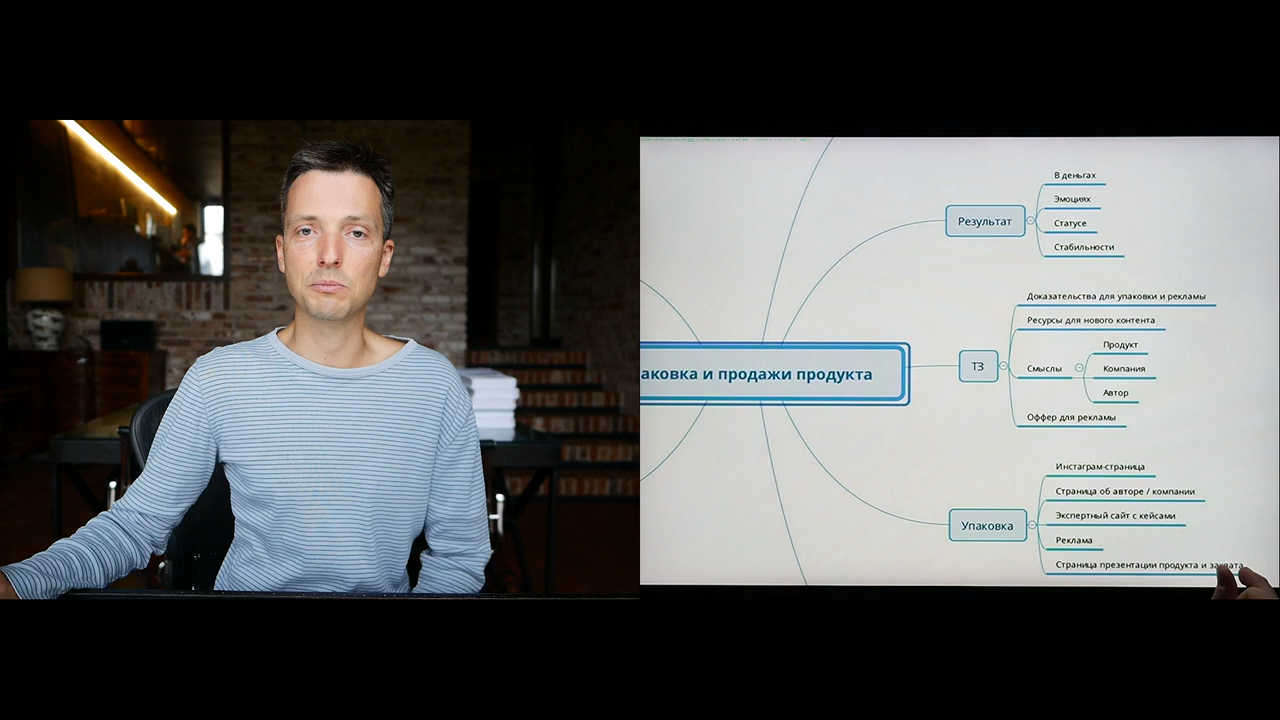 Результат
В деньгах
Эмоциях
Статусе
Стабильности
аковка и продажи продукта
ТЗ
Доказательства для упаковки и рекламы
Ресурсы для нового контента
Смыслы
Продукт
Компания
Автор
Оффер для рекламы
Упаковка
Инстаграм-страница
Страница об авторе / компании
Экспертный сайт с кейсами
Реклама
Страница презентации продукта и захвата